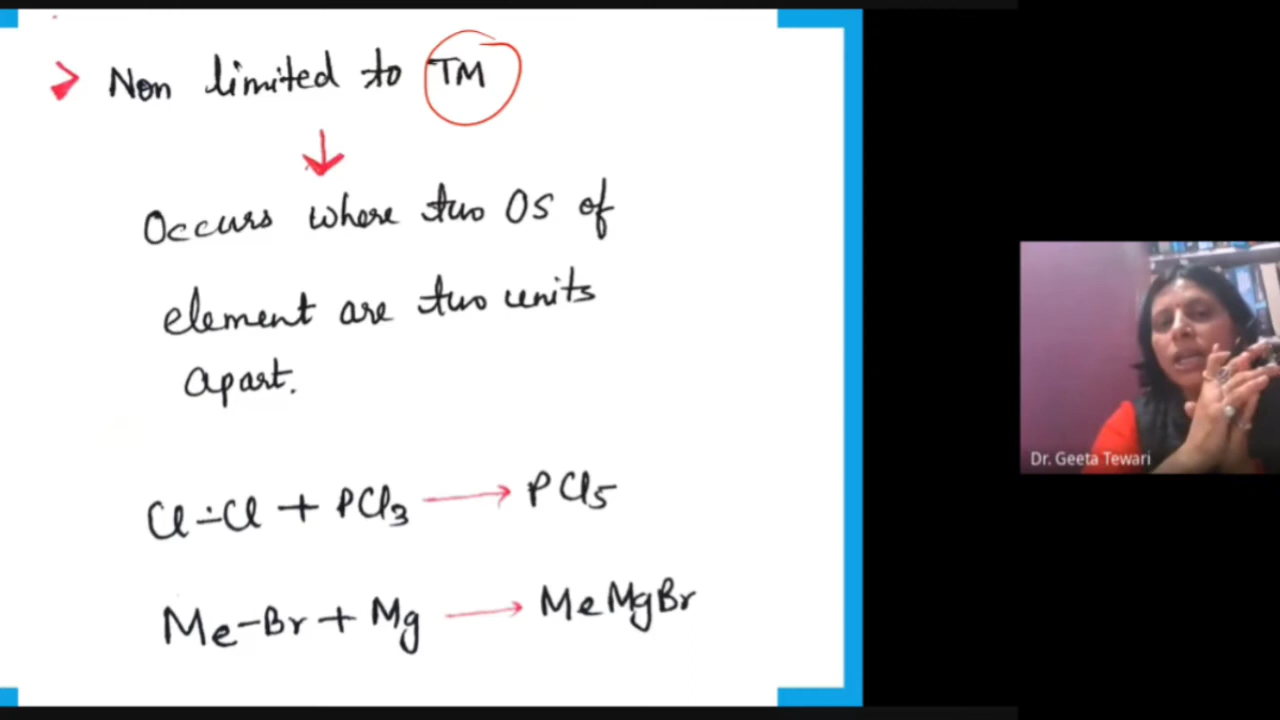 Non limited to TM
Occurs where two OS of
element are two units
apart.
Cl-Cl + PCl3 → PCl5
Me-Br + Mg → MeMgBr
Dr. Geeta Tewari